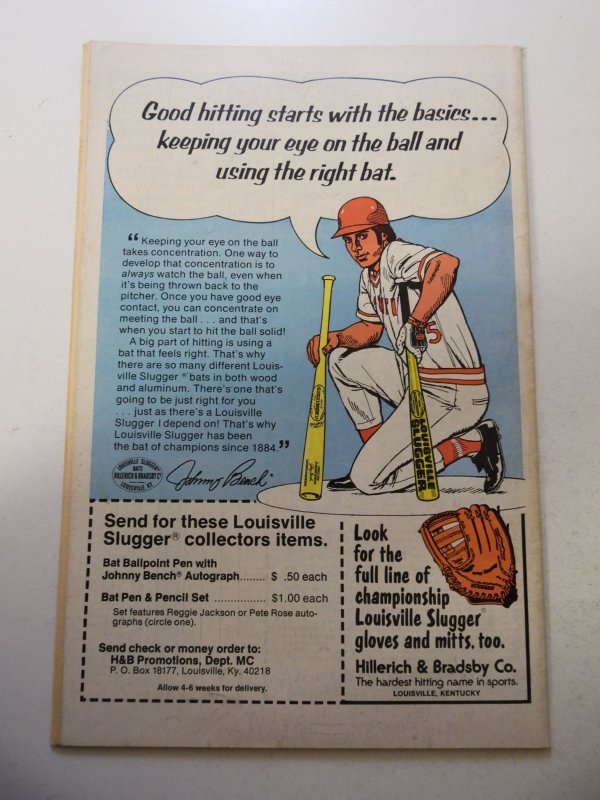 Good hitting starts with the basics...
keeping your eye on the ball and
using the right bat.
“ Keeping your eye on the ball
takes concentration. One way to
develop that concentration is to
always watch the ball, even when
it's being thrown back to the
pitcher. Once you have good eye
contact, you can concentrate on
meeting the ball . . . . and that's
when you start to hit the ball solid!
A big part of hitting is using a
bat that feels right. That's why
there are so many different Louis-
ville Slugger ® bats in both wood
and aluminum. There's one that's
going to be just right for you
. . . just as there's a Louisville
Slugger I depend on! That's why
Louisville Slugger has been
the bat of champions since 1884.”
LOUISVILLE SLUGGER
BATS
HILLERICH & BRADSBY CO
LOUISVILLE, KY.
Johnny Bench
5
LOUISVILLE
SLUGGER
Send for these Louisville
Slugger® collectors items.
Bat Ballpoint Pen with
Johnny Bench® Autograph........ $ .50 each
Bat Pen & Pencil Set ................ $1.00 each
Set features Reggie Jackson or Pete Rose auto-
graphs (circle one).
Send check or money order to:
H&B Promotions, Dept. MC
P. O. Box 18177, Louisville, Ky. 40218
Allow 4-6 weeks for delivery.
Look
for the
full line of
championship
Louisville Slugger®
gloves and mitts, too.
Hillerich & Bradsby Co.
The hardest hitting name in sports.
LOUISVILLE, KENTUCKY